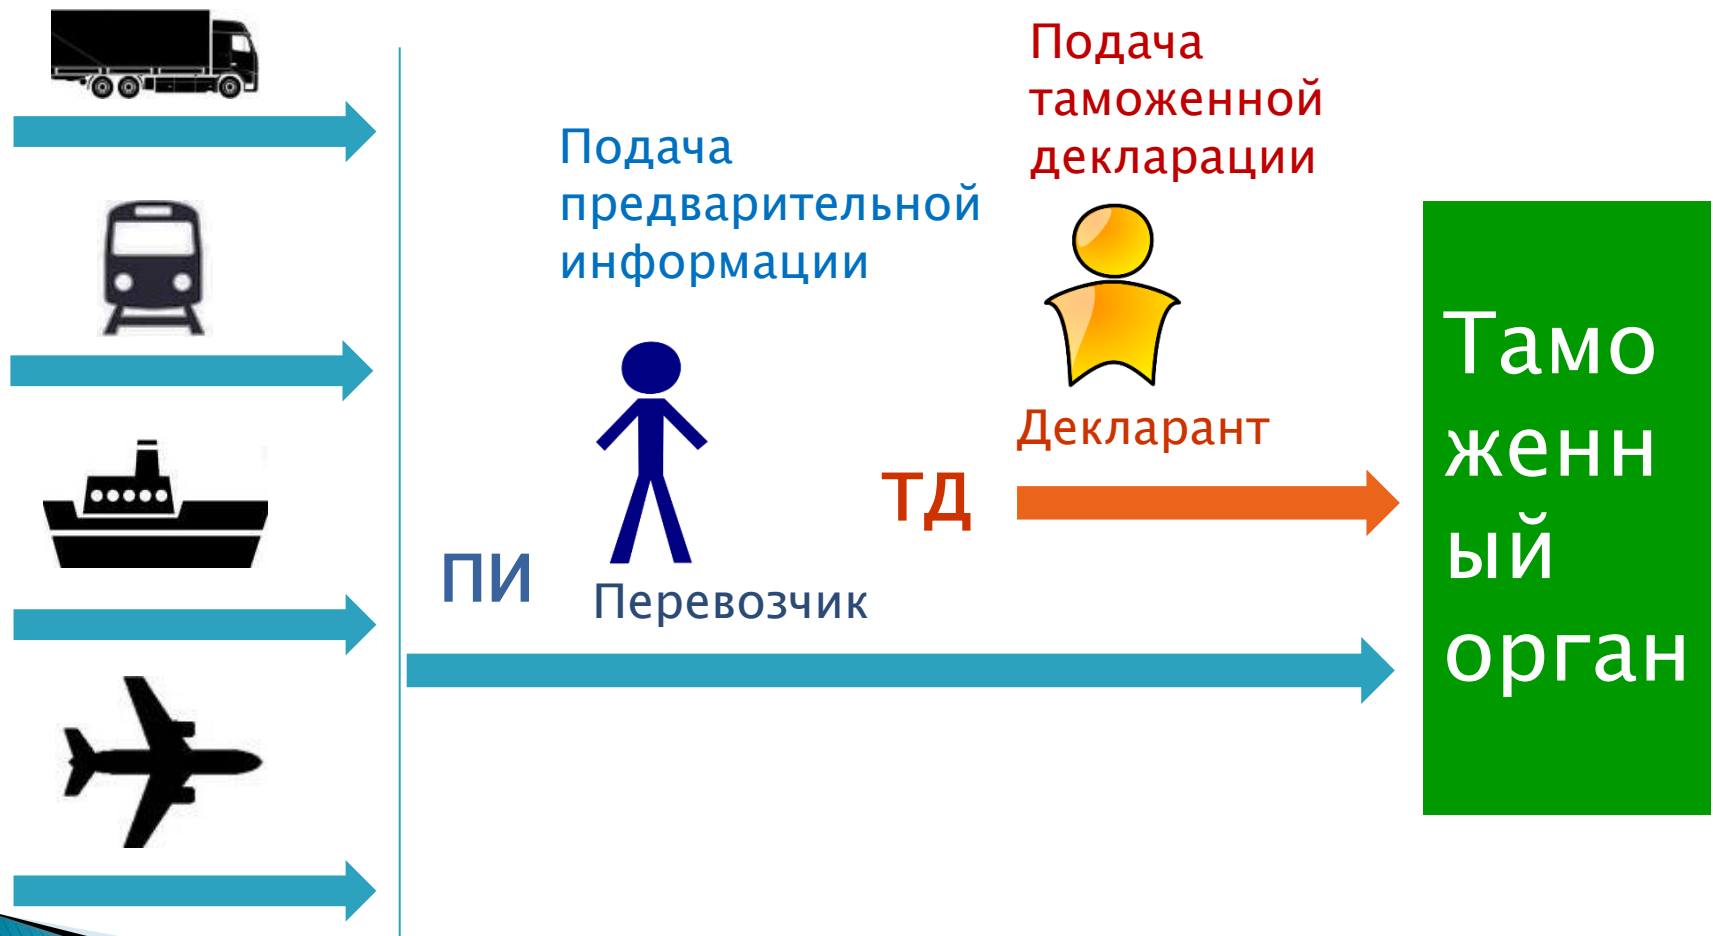 Подача
предварительной
информации
ПИ
Перевозчик
Подача
таможенной
декларации
Декларант
ТД
Тамо
женн
ый
орган